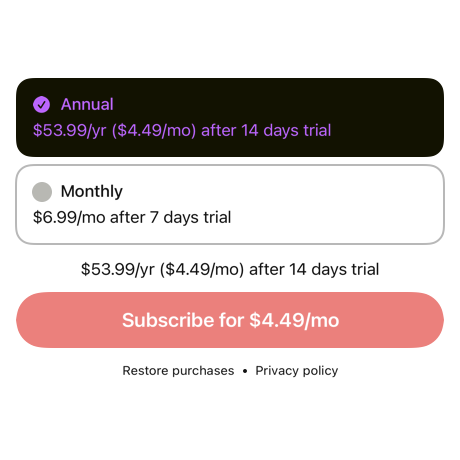 Annual
$53.99/yr ($4.49/mo) after 14 days trial
Monthly
$6.99/mo after 7 days trial
$53.99/yr ($4.49/mo) after 14 days trial
Subscribe for $4.49/mo
Restore purchases • Privacy policy